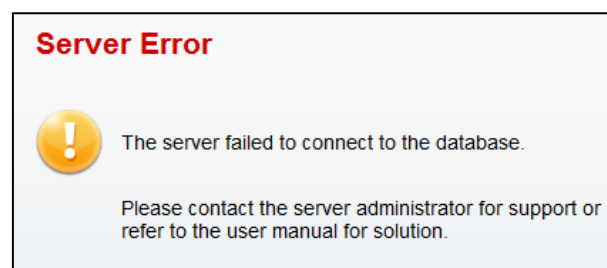 Server Error
The server failed to connect to the database.
Please contact the server administrator for support or
refer to the user manual for solution.